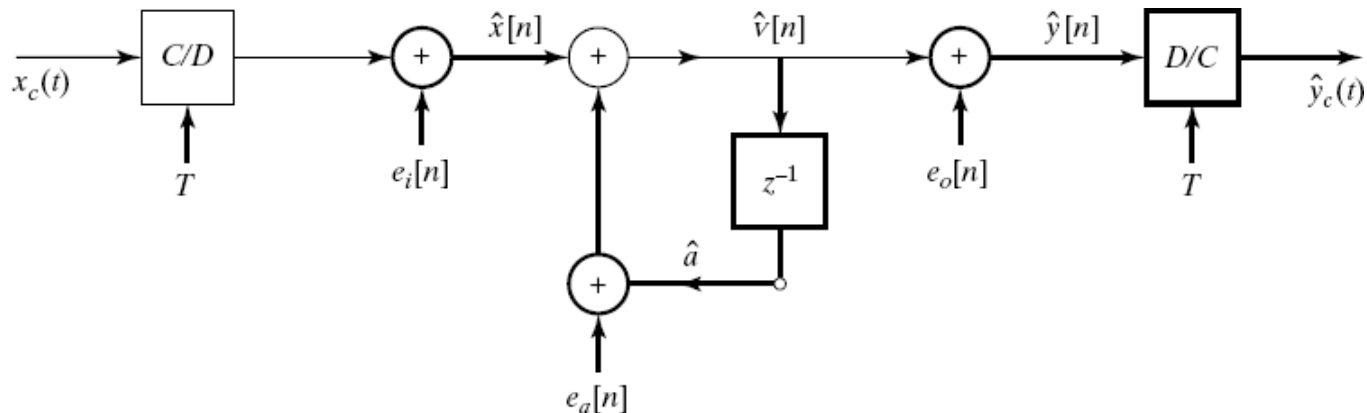 x̂[n]
v̂[n]
ŷ[n]
C/D
+
+
+
D/C
x_c(t)
ŷ_c(t)
T
e_i[n]
z⁻¹
e_o[n]
T
â
+
e_a[n]